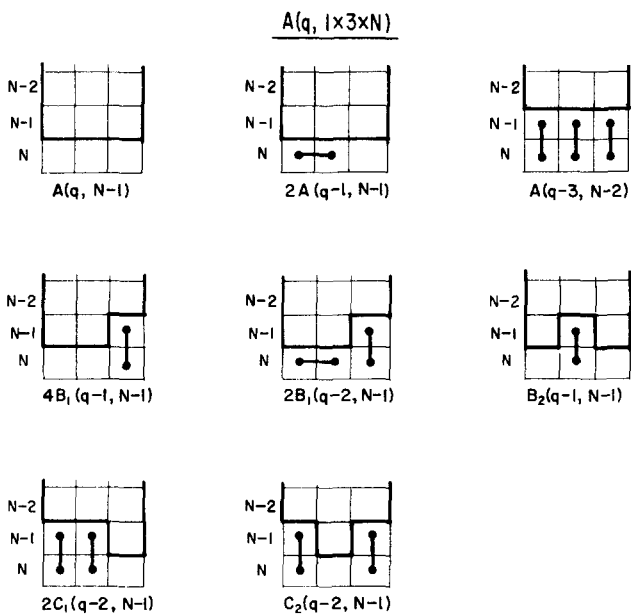 A(q, 1×3×N)
N-2
N-1
N
A(q, N-1)
N-2
N-1
N
2A(q-1, N-1)
N-2
N-1
N
A(q-3, N-2)
N-2
N-1
N
4B₁(q-1, N-1)
N-2
N-1
N
2B₁(q-2, N-1)
N-2
N-1
N
B₂(q-1, N-1)
N-2
N-1
N
2C₁(q-2, N-1)
N-2
N-1
N
C₂(q-2, N-1)